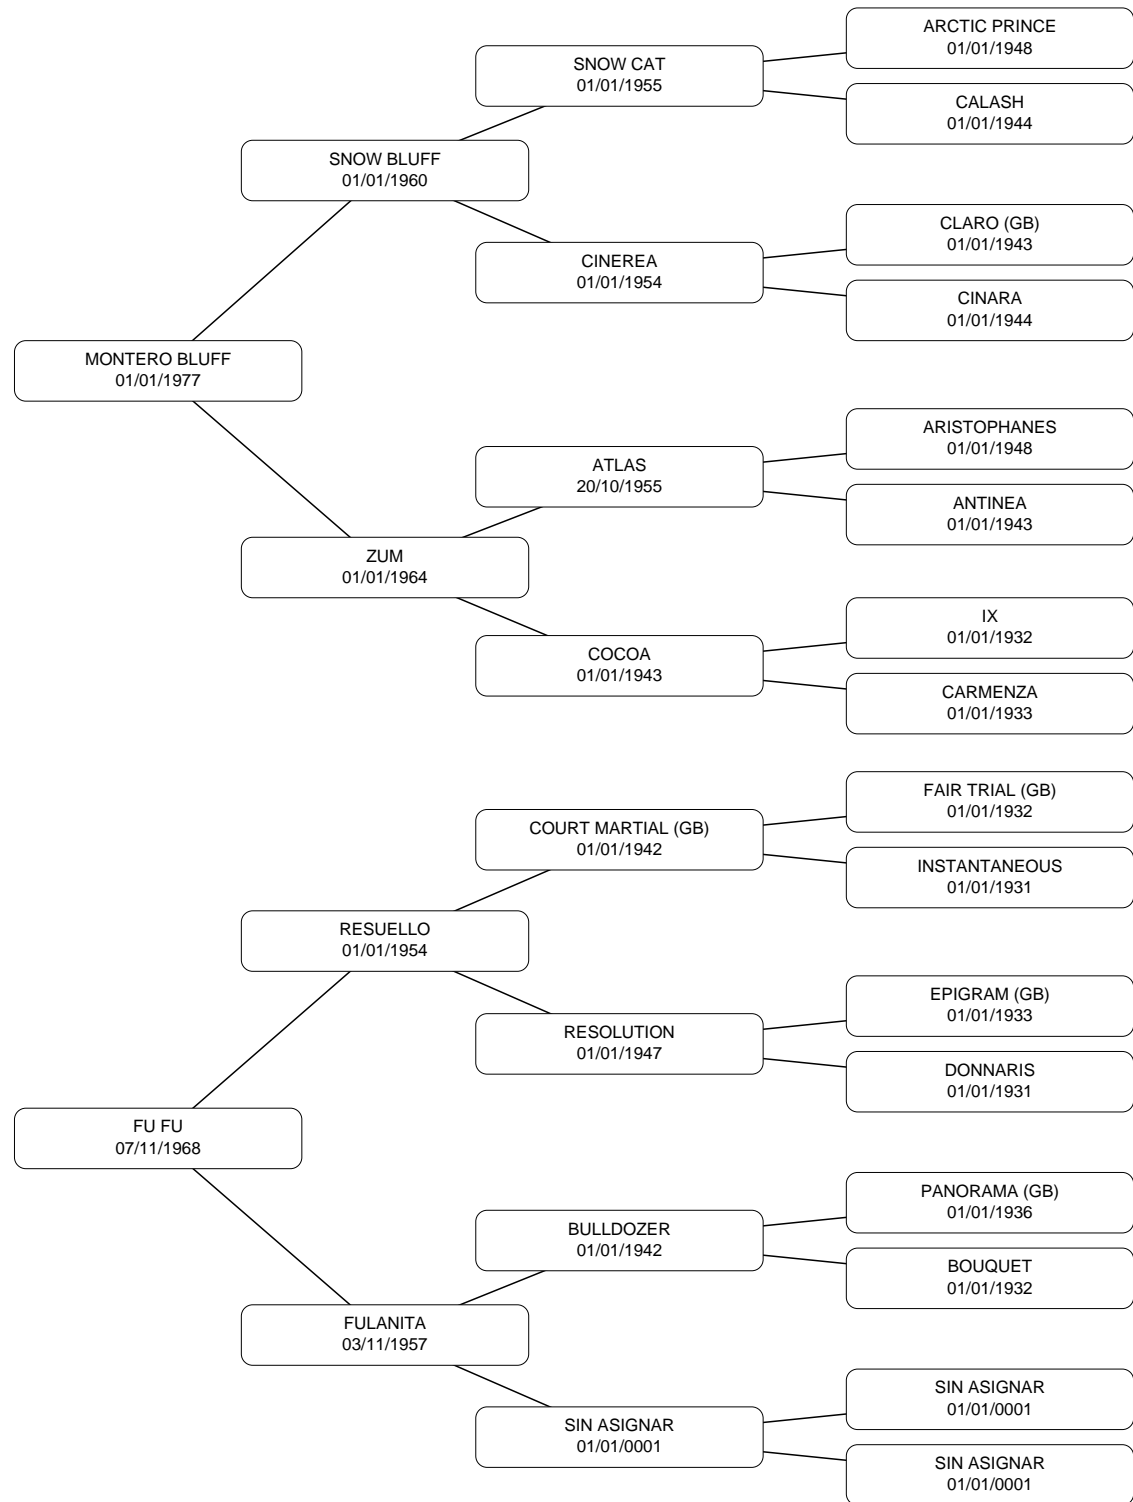 ARCTIC PRINCE
01/01/1948
SNOW CAT
01/01/1955
CALASH
01/01/1944
SNOW BLUFF
01/01/1960
CLARO (GB)
01/01/1943
CINEREA
01/01/1954
CINARA
01/01/1944
MONTERO BLUFF
01/01/1977
ARISTOPHANES
01/01/1948
ATLAS
20/10/1955
ANTINEA
01/01/1943
ZUM
01/01/1964
IX
01/01/1932
COCOA
01/01/1943
CARMENZA
01/01/1933
FAIR TRIAL (GB)
01/01/1932
COURT MARTIAL (GB)
01/01/1942
INSTANTANEOUS
01/01/1931
RESUELLO
01/01/1954
EPIGRAM (GB)
01/01/1933
RESOLUTION
01/01/1947
DONNARIS
01/01/1931
FU FU
07/11/1968
PANORAMA (GB)
01/01/1936
BULLDOZER
01/01/1942
BOUQUET
01/01/1932
FULANITA
03/11/1957
SIN ASIGNAR
01/01/0001
SIN ASIGNAR
01/01/0001
SIN ASIGNAR
01/01/0001